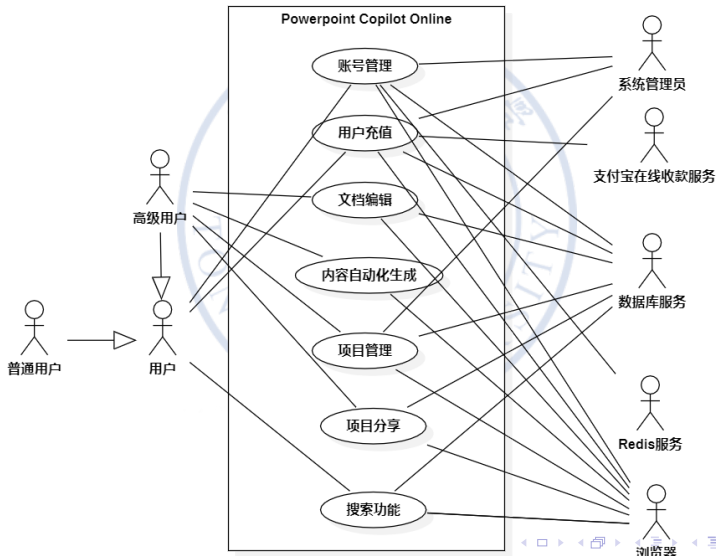 Powerpoint Copilot Online
账号管理
用户充值
文档编辑
内容自动化生成
项目管理
项目分享
搜索功能
高级用户
普通用户
用户
系统管理员
支付宝在线收款服务
数据库服务
Redis服务
浏览器